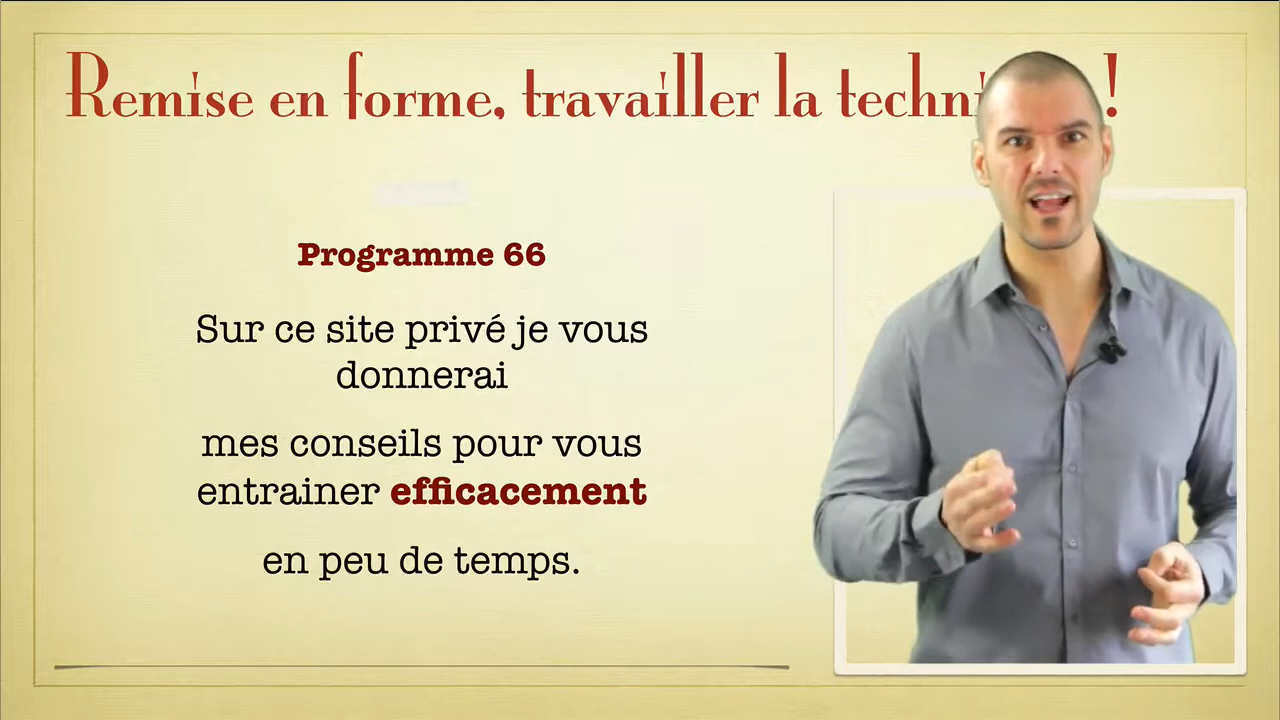 Remise en forme, travailler la !
Programme 66
Sur ce site privé je vous
donnerai
mes conseils pour vous
entrainer efficacement
en peu de temps.